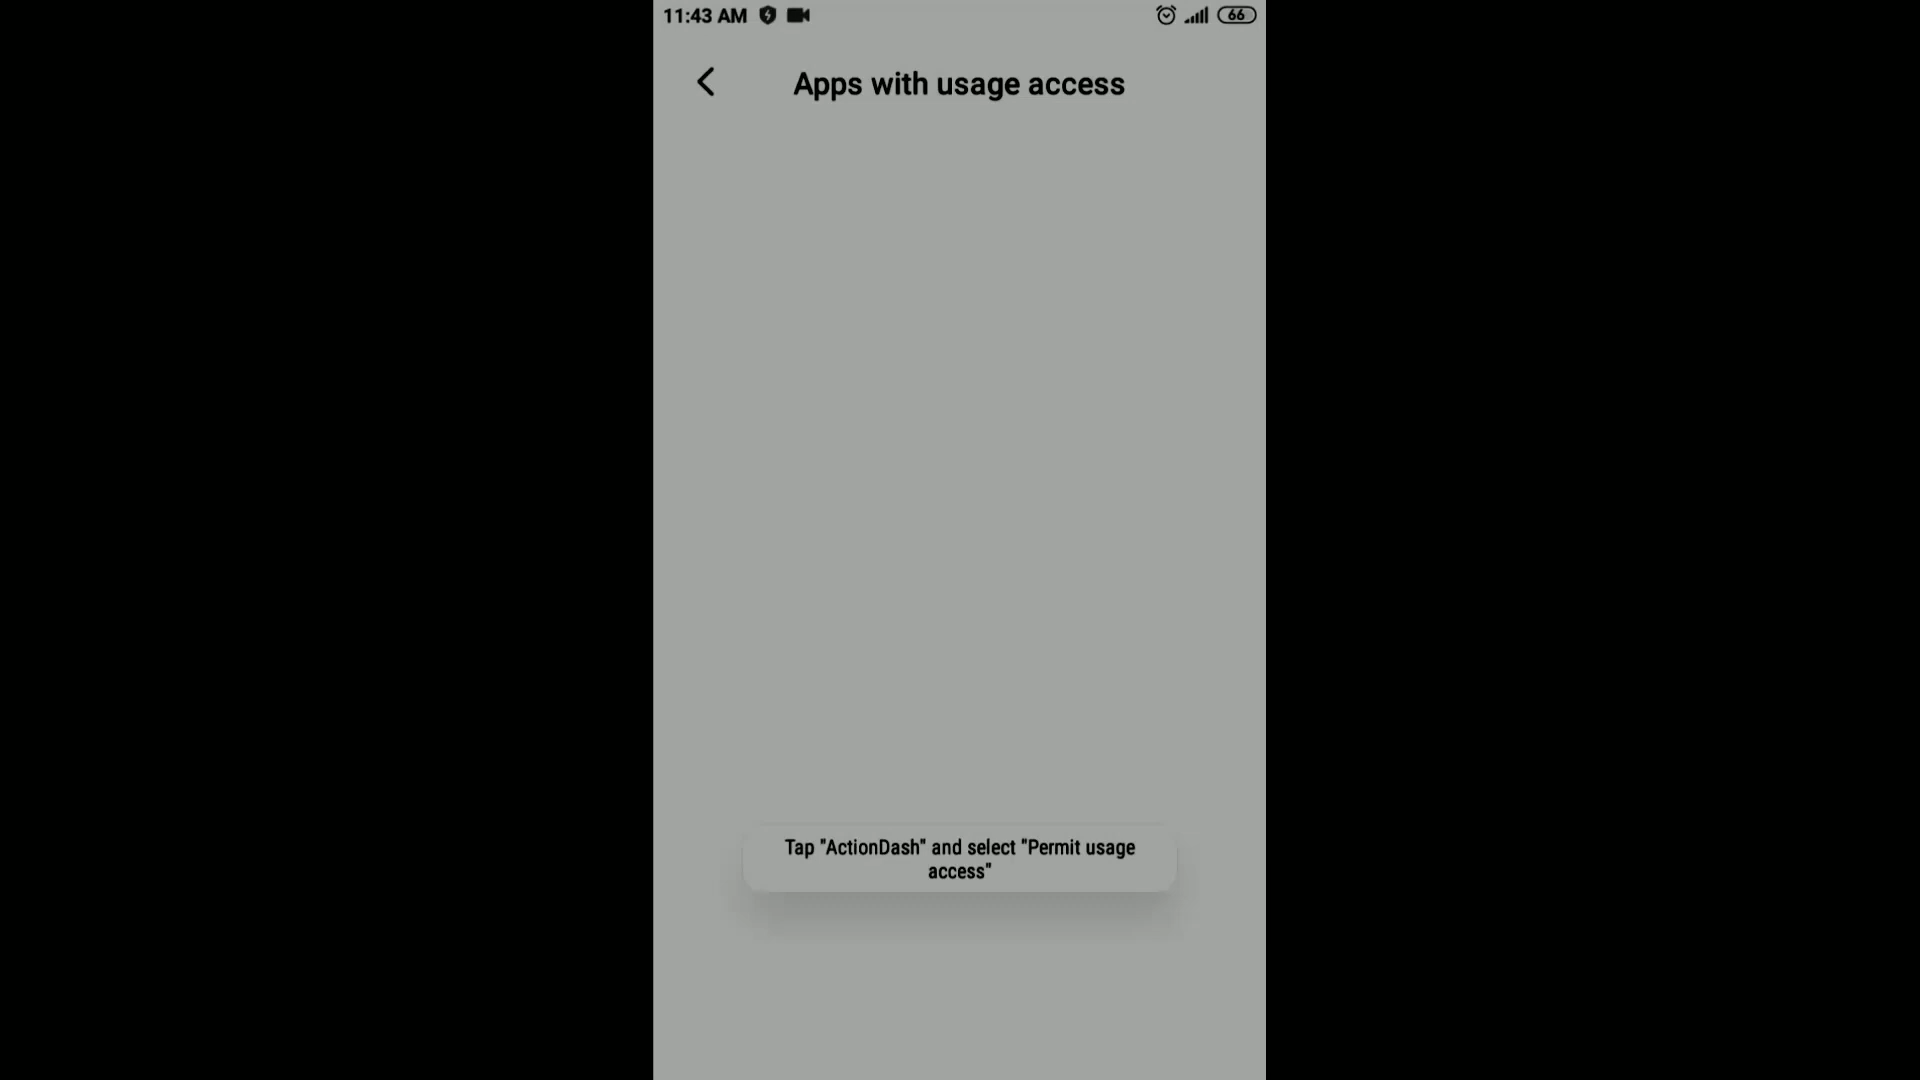 11:43 AM
66
Apps with usage access
Tap "ActionDash" and select "Permit usage
access"